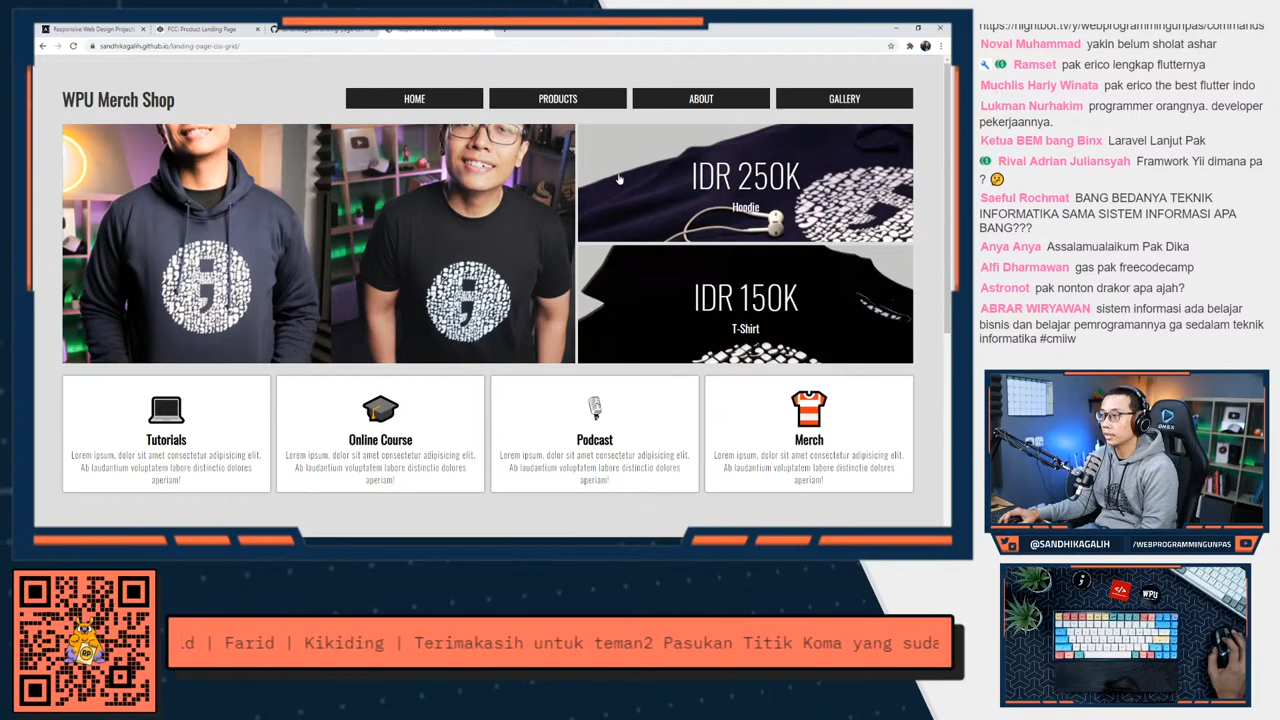 Responsive Web Design Project
FCC: Product Landing Page
sandhikagalih.github.io/landing-page-css-grid/
WPU Merch Shop
HOME
PRODUCTS
ABOUT
GALLERY
IDR 250K
Hoodie
IDR 150K
T-Shirt
Tutorials
Lorem ipsum, dolor sit amet consectetur adipisicing elit.
Ab laudantium voluptatem labore distinctio dolores
aperiam!
Online Course
Lorem ipsum, dolor sit amet consectetur adipisicing elit.
Ab laudantium voluptatem labore distinctio dolores
aperiam!
Podcast
Lorem ipsum, dolor sit amet consectetur adipisicing elit.
Ab laudantium voluptatem labore distinctio dolores
aperiam!
Merch
Lorem ipsum, dolor sit amet consectetur adipisicing elit.
Ab laudantium voluptatem labore distinctio dolores
aperiam!
https://nightbot.tv/t/webprogrammingunpas/commands
Noval Muhammad yakin belum sholat ashar
Ramset pak erico lengkap flutternya
Muchlis Harly Winata pak erico the best flutter indo
Lukman Nurhakim programmer orangnya. developer
pekerjaannya.
Ketua BEM bang Binx Laravel Lanjut Pak
Rival Adrian Juliansyah Framwork Yii dimana pa
?
Saeful Rochmat BANG BEDANYA TEKNIK
INFORMATIKA SAMA SISTEM INFORMASI APA
BANG???
Anya Anya Assalamualaikum Pak Dika
Alfi Dharmawan gas pak freecodecamp
Astronot pak nonton drakor apa ajah?
ABRAR WIRYAWAN sistem informasi ada belajar
bisnis dan belajar pemrogramannya ga sedalam teknik
informatika #cmiiw
@SANDHIKAGALIH
/WEBPROGRAMMINGUNPAS
WPU
RP
.d | Farid | Kikiding | Terimakasih untuk teman2 Pasukan Titik Koma yang suda